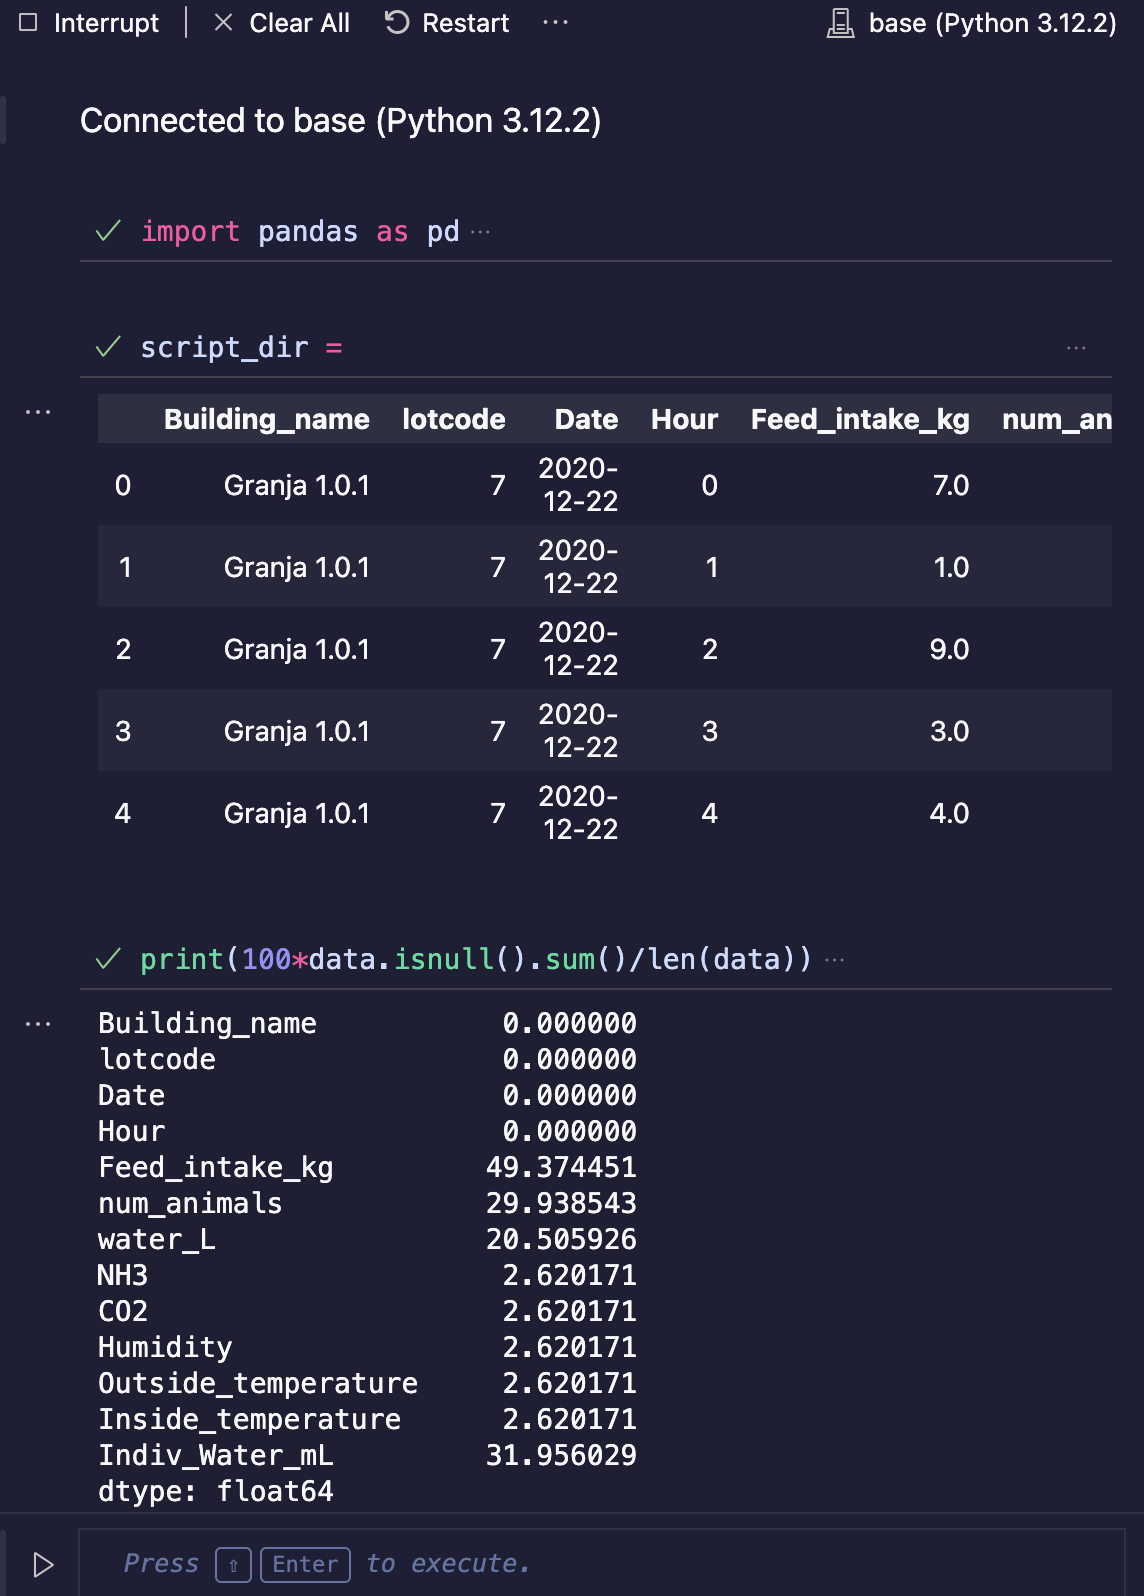 Interrupt | Clear All Restart ... base (Python 3.12.2)
Connected to base (Python 3.12.2)
import pandas as pd ...
script_dir = ...
...
Building_name lotcode Date Hour Feed_intake_kg num_an
0 Granja 1.0.1 7 2020-
12-22 0 7.0
1 Granja 1.0.1 7 2020-
12-22 1 1.0
2 Granja 1.0.1 7 2020-
12-22 2 9.0
3 Granja 1.0.1 7 2020-
12-22 3 3.0
4 Granja 1.0.1 7 2020-
12-22 4 4.0
print(100*data.isnull().sum()/len(data)) ...
...
Building_name 0.000000
lotcode 0.000000
Date 0.000000
Hour 0.000000
Feed_intake_kg 49.374451
num_animals 29.938543
water_L 20.505926
NH3 2.620171
CO2 2.620171
Humidity 2.620171
Outside_temperature 2.620171
Inside_temperature 2.620171
Indiv_Water_mL 31.956029
dtype: float64
Press ⇧ Enter to execute.